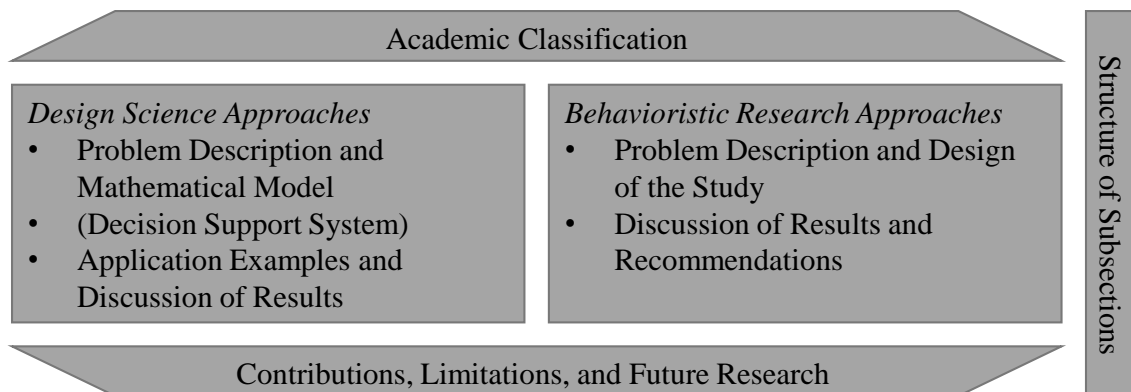 Academic Classification
Design Science Approaches
• Problem Description and
Mathematical Model
• (Decision Support System)
• Application Examples and
Discussion of Results
Behavioristic Research Approaches
• Problem Description and Design
of the Study
• Discussion of Results and
Recommendations
Contributions, Limitations, and Future Research
Structure of Subsections